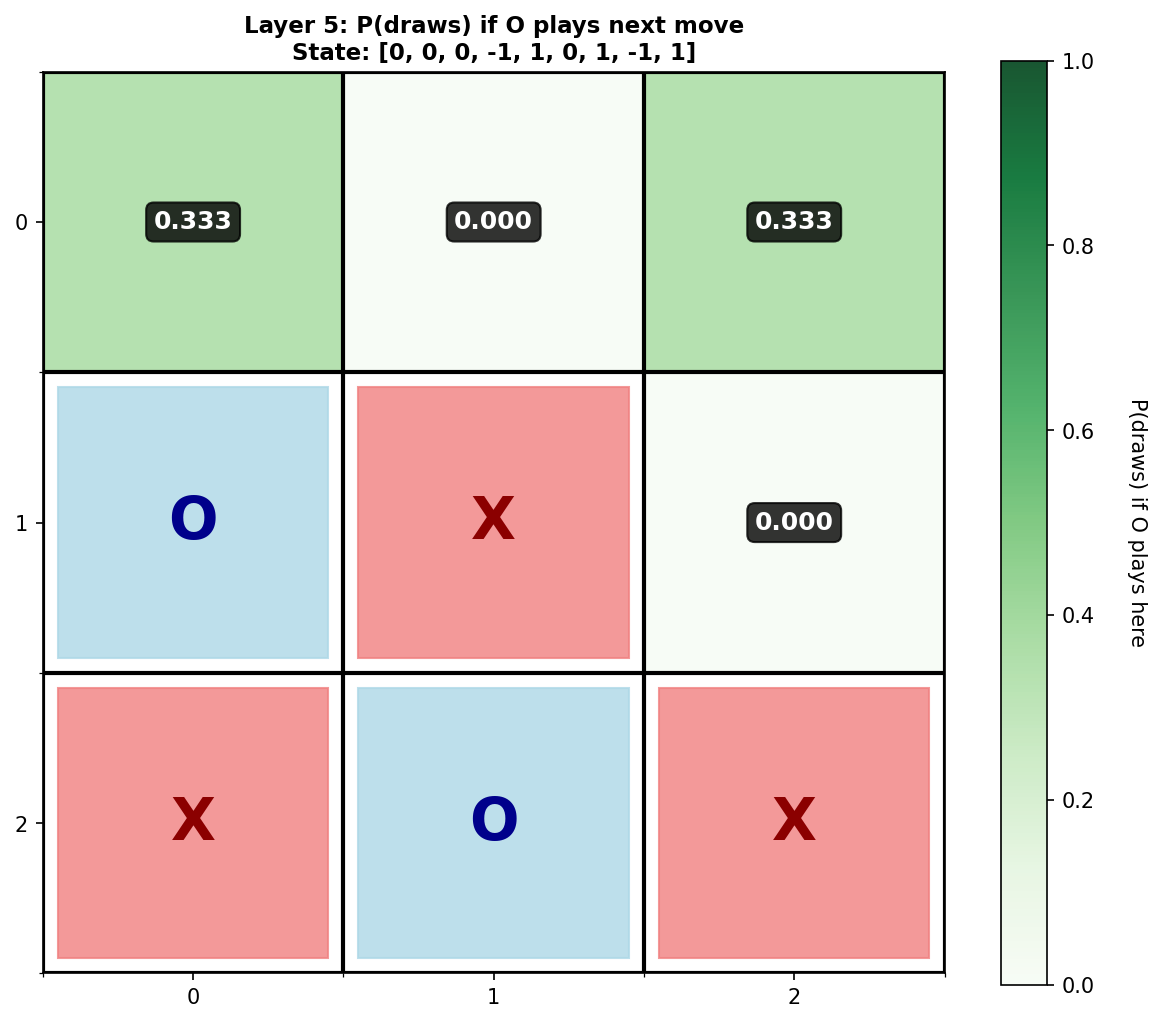 Layer 5: P(draws) if O plays next move
State: [0, 0, 0, -1, 1, 0, 1, -1, 1]
0.333
0.000
0.333
O
X
0.000
X
O
X
0
1
2
0
1
2
1.0
0.8
0.6
0.4
0.2
0.0
P(draws) if O plays here